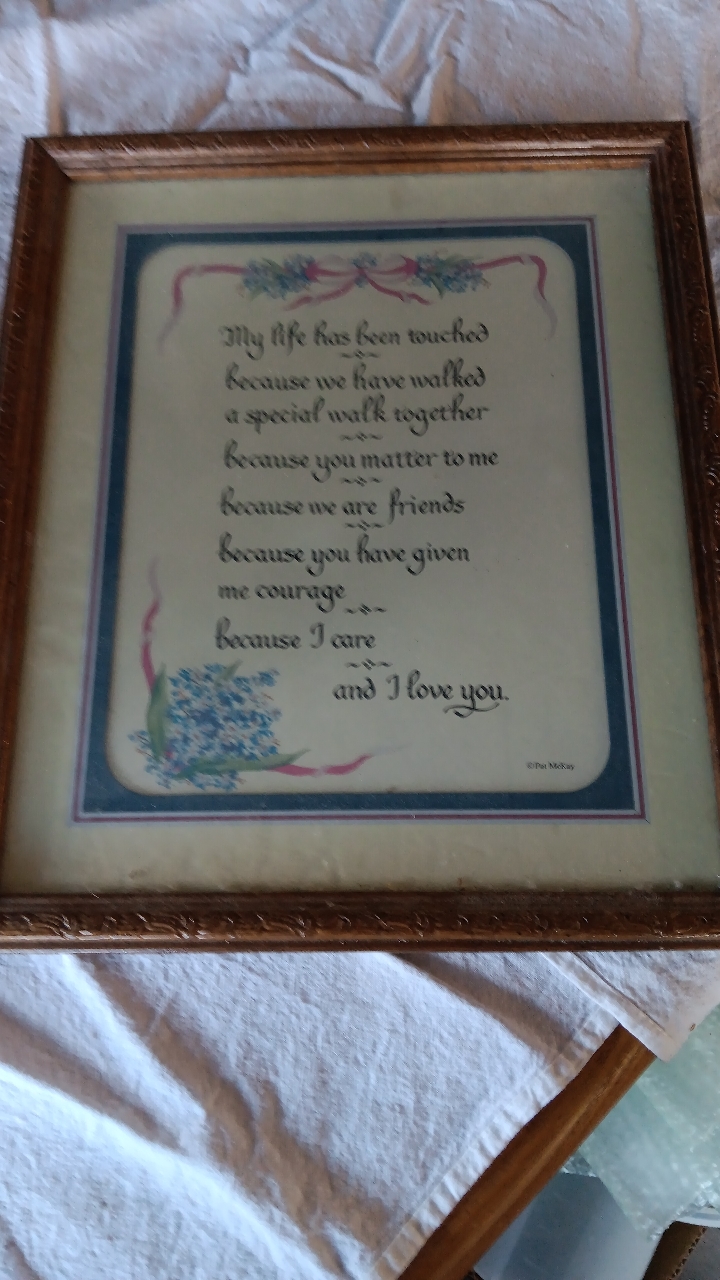 My life has been touched
because we have walked
a special walk together
because you matter to me
because we are friends
because you have given
me courage
because I care
and I love you.
©Pat McKay